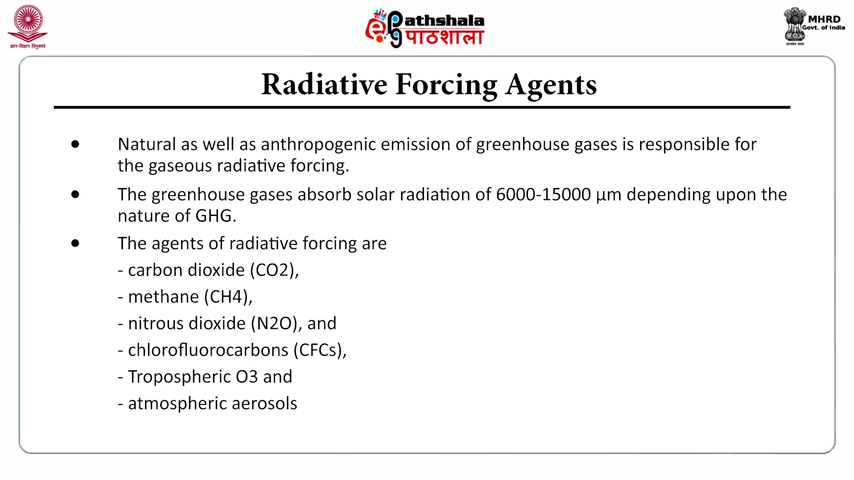 ePathshala
पाठशाला
MHRD
Govt. of India
Radiative Forcing Agents
● Natural as well as anthropogenic emission of greenhouse gases is responsible for
the gaseous radiative forcing.
● The greenhouse gases absorb solar radiation of 6000-15000 µm depending upon the
nature of GHG.
● The agents of radiative forcing are
- carbon dioxide (CO2),
- methane (CH4),
- nitrous dioxide (N2O), and
- chlorofluorocarbons (CFCs),
- Tropospheric O3 and
- atmospheric aerosols